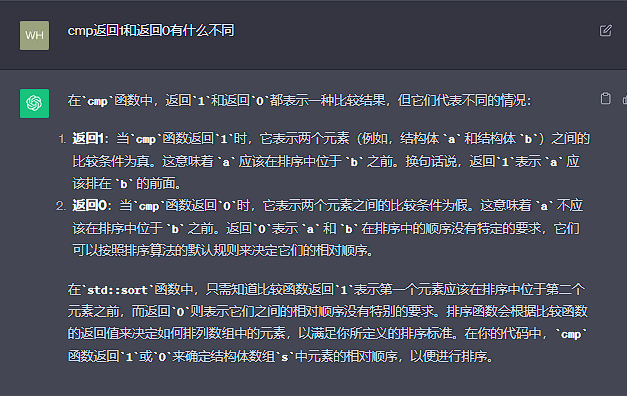 WH
cmp返回1和返回0有什么不同
在`cmp`函数中，返回`1`和返回`0`都表示一种比较结果，但它们代表不同的情况：
1. 返回1：当`cmp`函数返回`1`时，它表示两个元素（例如，结构体`a`和结构体`b`）之间的
比较条件为真。这意味着`a`应该在排序中位于`b`之前。换句话说，返回`1`表示`a`应
该排在`b`的前面。
2. 返回0：当`cmp`函数返回`0`时，它表示两个元素之间的比较条件为假。这意味着`a`不应
该在排序中位于`b`之前。返回`0`表示`a`和`b`在排序中的顺序没有特定的要求，它们
可以按照排序算法的默认规则来决定它们的相对顺序。
在`std::sort`函数中，只需知道比较函数返回`1`表示第一个元素应该在排序中位于第二个
元素之前，而返回`0`则表示它们之间的相对顺序没有特别的要求。排序函数会根据比较函数
的返回值来决定如何排列数组中的元素，以满足你所定义的排序标准。在你的代码中，`cmp`
函数返回`1`或`0`来确定结构体数组`s`中元素的相对顺序，以便进行排序。